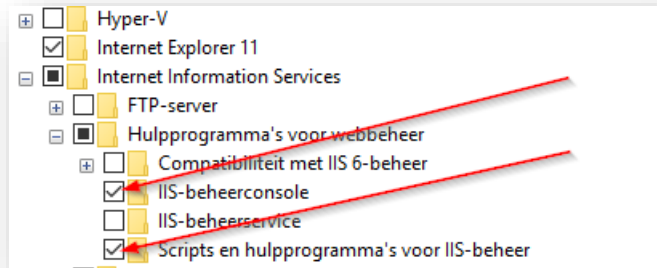 Hyper-V
Internet Explorer 11
Internet Information Services
FTP-server
Hulpprogramma's voor webbeheer
Compatibiliteit met IIS 6-beheer
IIS-beheerconsole
IIS-beheerservice
Scripts en hulpprogramma's voor IIS-beheer